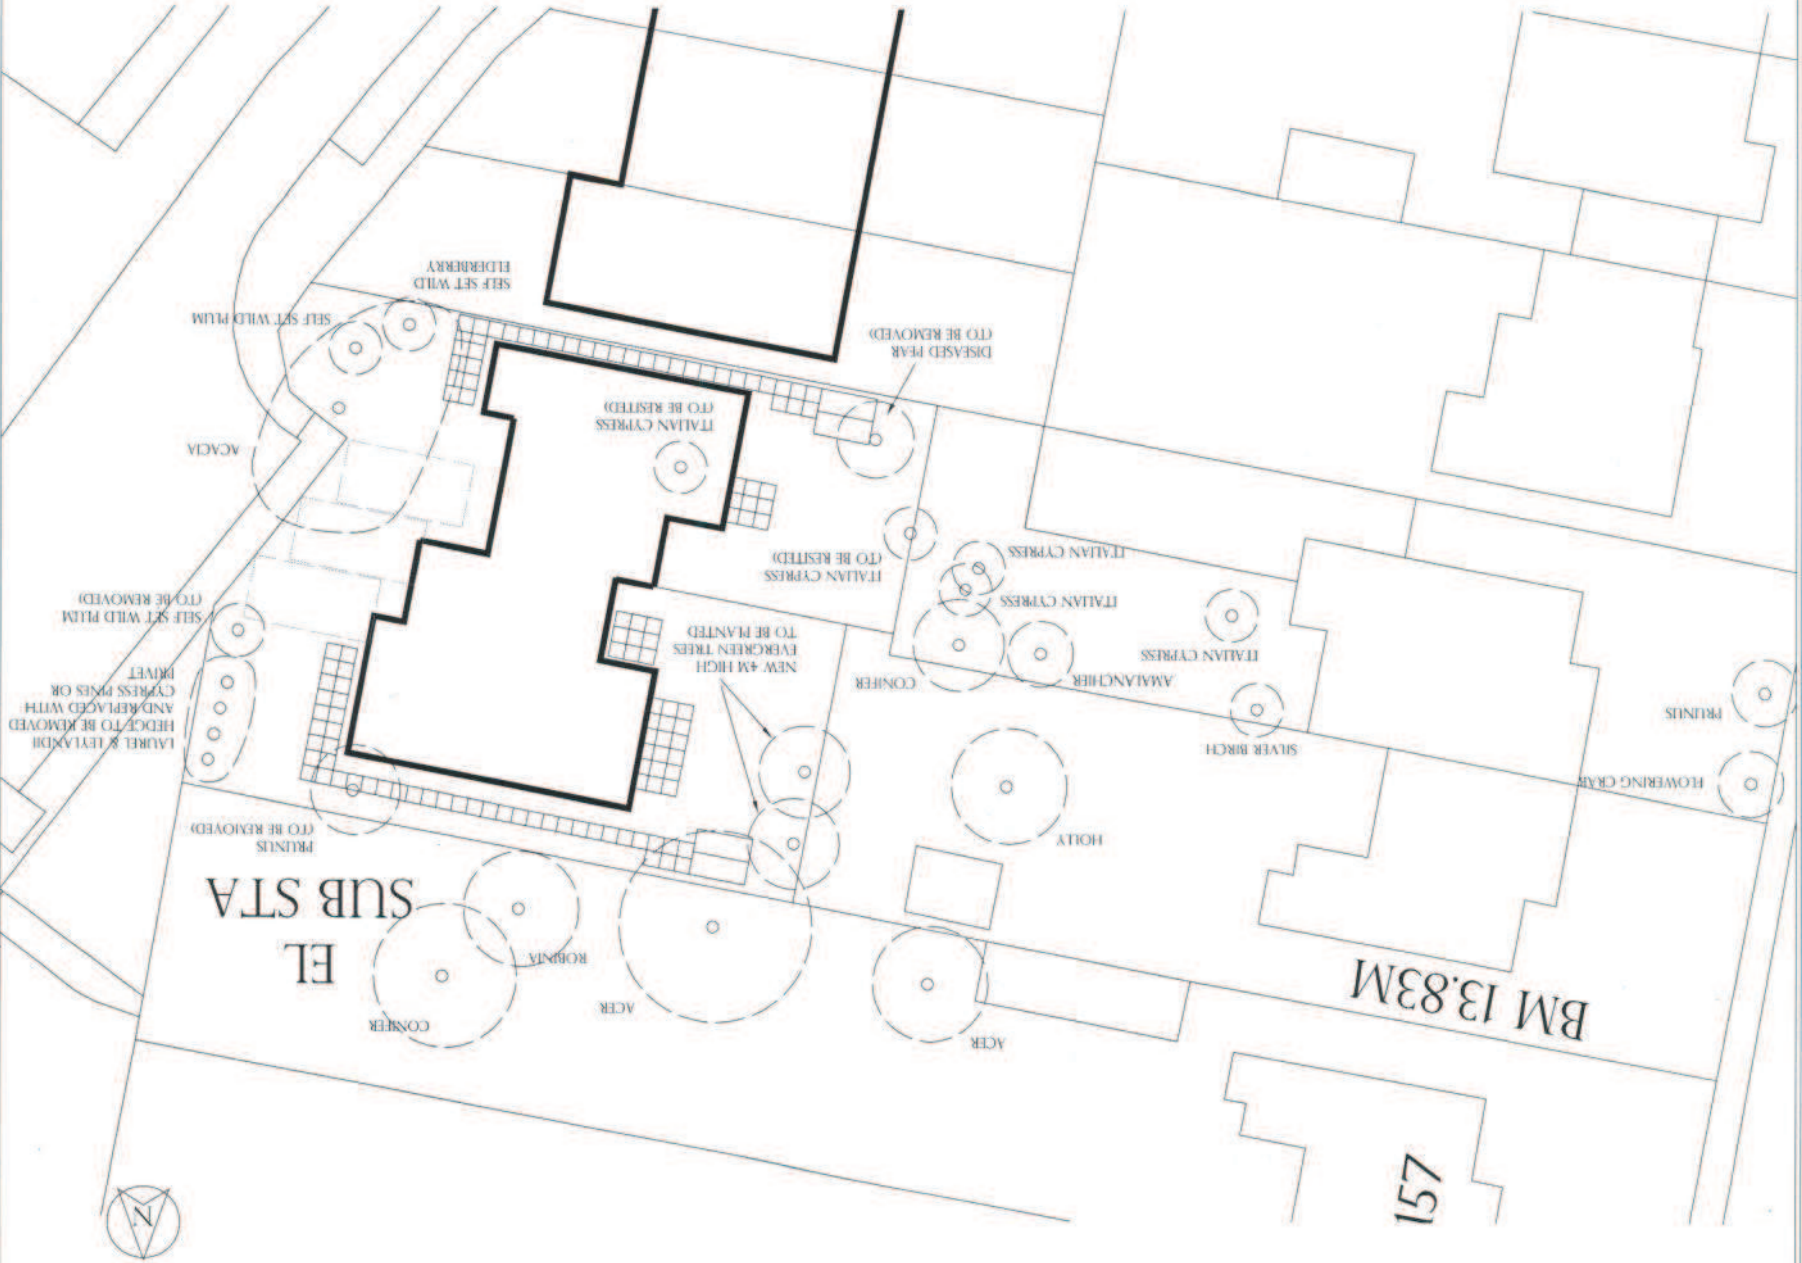 157
BM 13.83M
ACER
ACER
CONIFER
ROBINIA
EL
SUB STA
HOLLY
PRUNUS
(TO BE REMOVED)
FLOWERING CRAB
SILVER BIRCH
PRUNUS
LAUREL & LEYLANDII
HEDGE TO BE REMOVED
AND REPLACED WITH
CYPRESS PINES OR
PRIVET
AMALANCHIER
CONIFER
ITALIAN CYPRESS
NEW 4M HIGH
EVERGREEN TREES
TO BE PLANTED
SELF SET WILD PLUM
(TO BE REMOVED)
ITALIAN CYPRESS
ITALIAN CYPRESS
ITALIAN CYPRESS
(TO BE RESITED)
ACACIA
ITALIAN CYPRESS
(TO BE RESITED)
DISEASED PEAR
(TO BE REMOVED)
SELF SET WILD PLUM
SELF SET WILD
ELDERBERRY
N